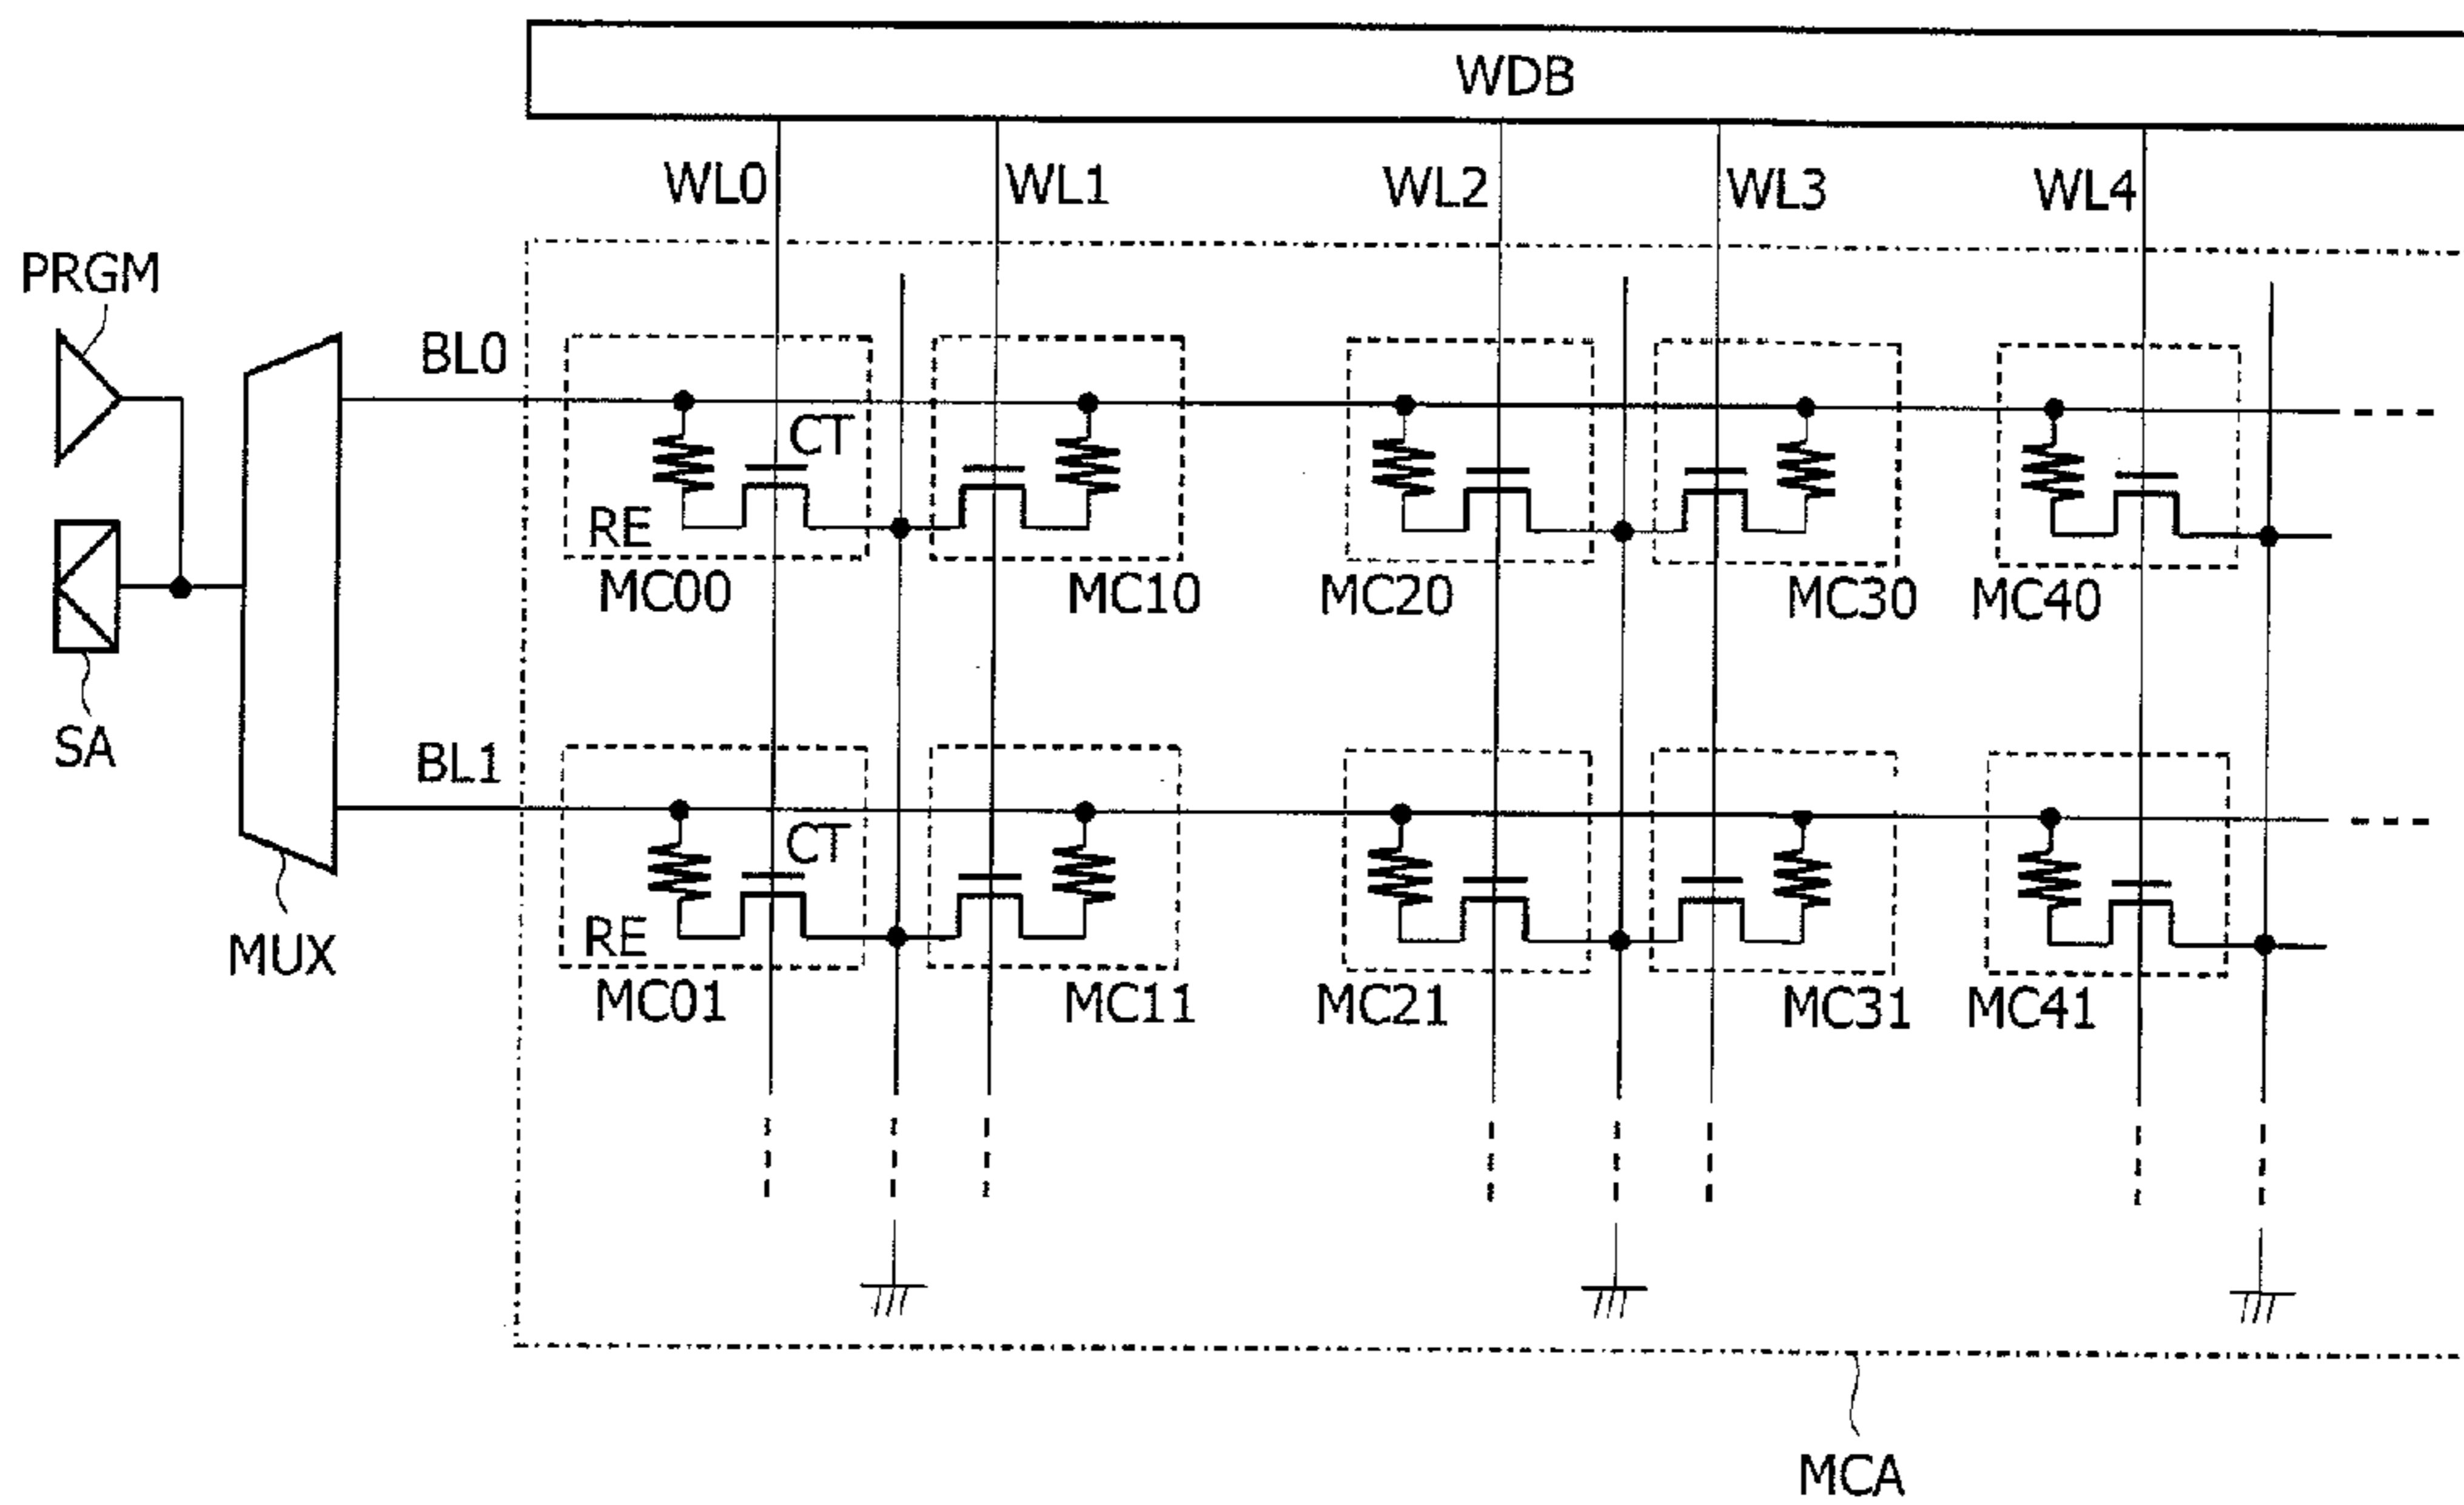 WDB
WL0 WL1 WL2 WL3 WL4
PRGM
BL0
CT
RE
MC00 MC10 MC20 MC30 MC40
SA
BL1
CT
RE
MUX
MC01 MC11 MC21 MC31 MC41
MCA